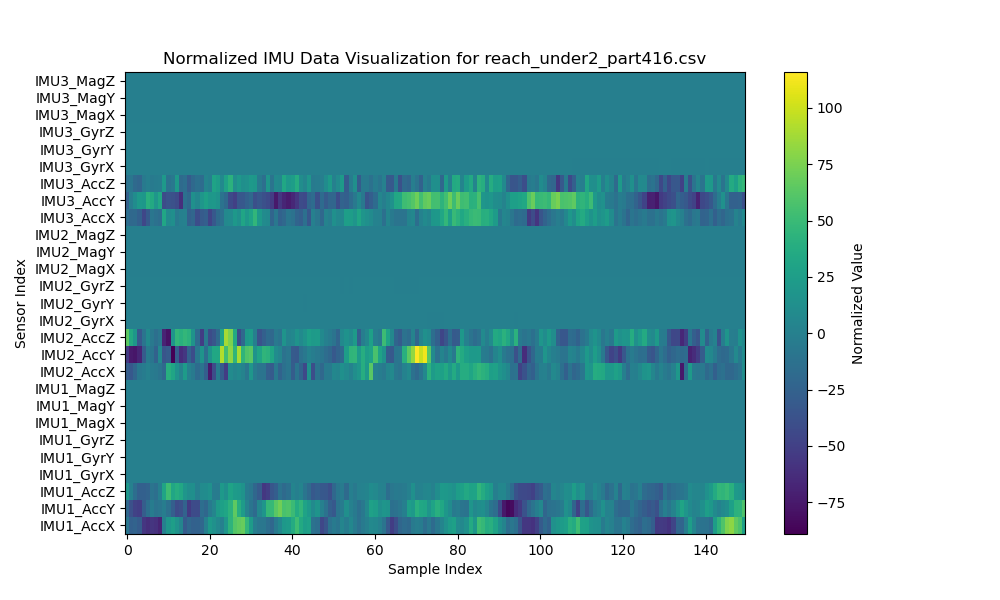 Normalized IMU Data Visualization for reach_under2_part416.csv
IMU3_MagZ
IMU3_MagY
IMU3_MagX
IMU3_GyrZ
IMU3_GyrY
IMU3_GyrX
IMU3_AccZ
IMU3_AccY
IMU3_AccX
IMU2_MagZ
IMU2_MagY
IMU2_MagX
IMU2_GyrZ
IMU2_GyrY
IMU2_GyrX
IMU2_AccZ
IMU2_AccY
IMU2_AccX
IMU1_MagZ
IMU1_MagY
IMU1_MagX
IMU1_GyrZ
IMU1_GyrY
IMU1_GyrX
IMU1_AccZ
IMU1_AccY
IMU1_AccX
Sensor Index
0 20 40 60 80 100 120 140
Sample Index
100
75
50
25
0
−25
−50
−75
Normalized Value